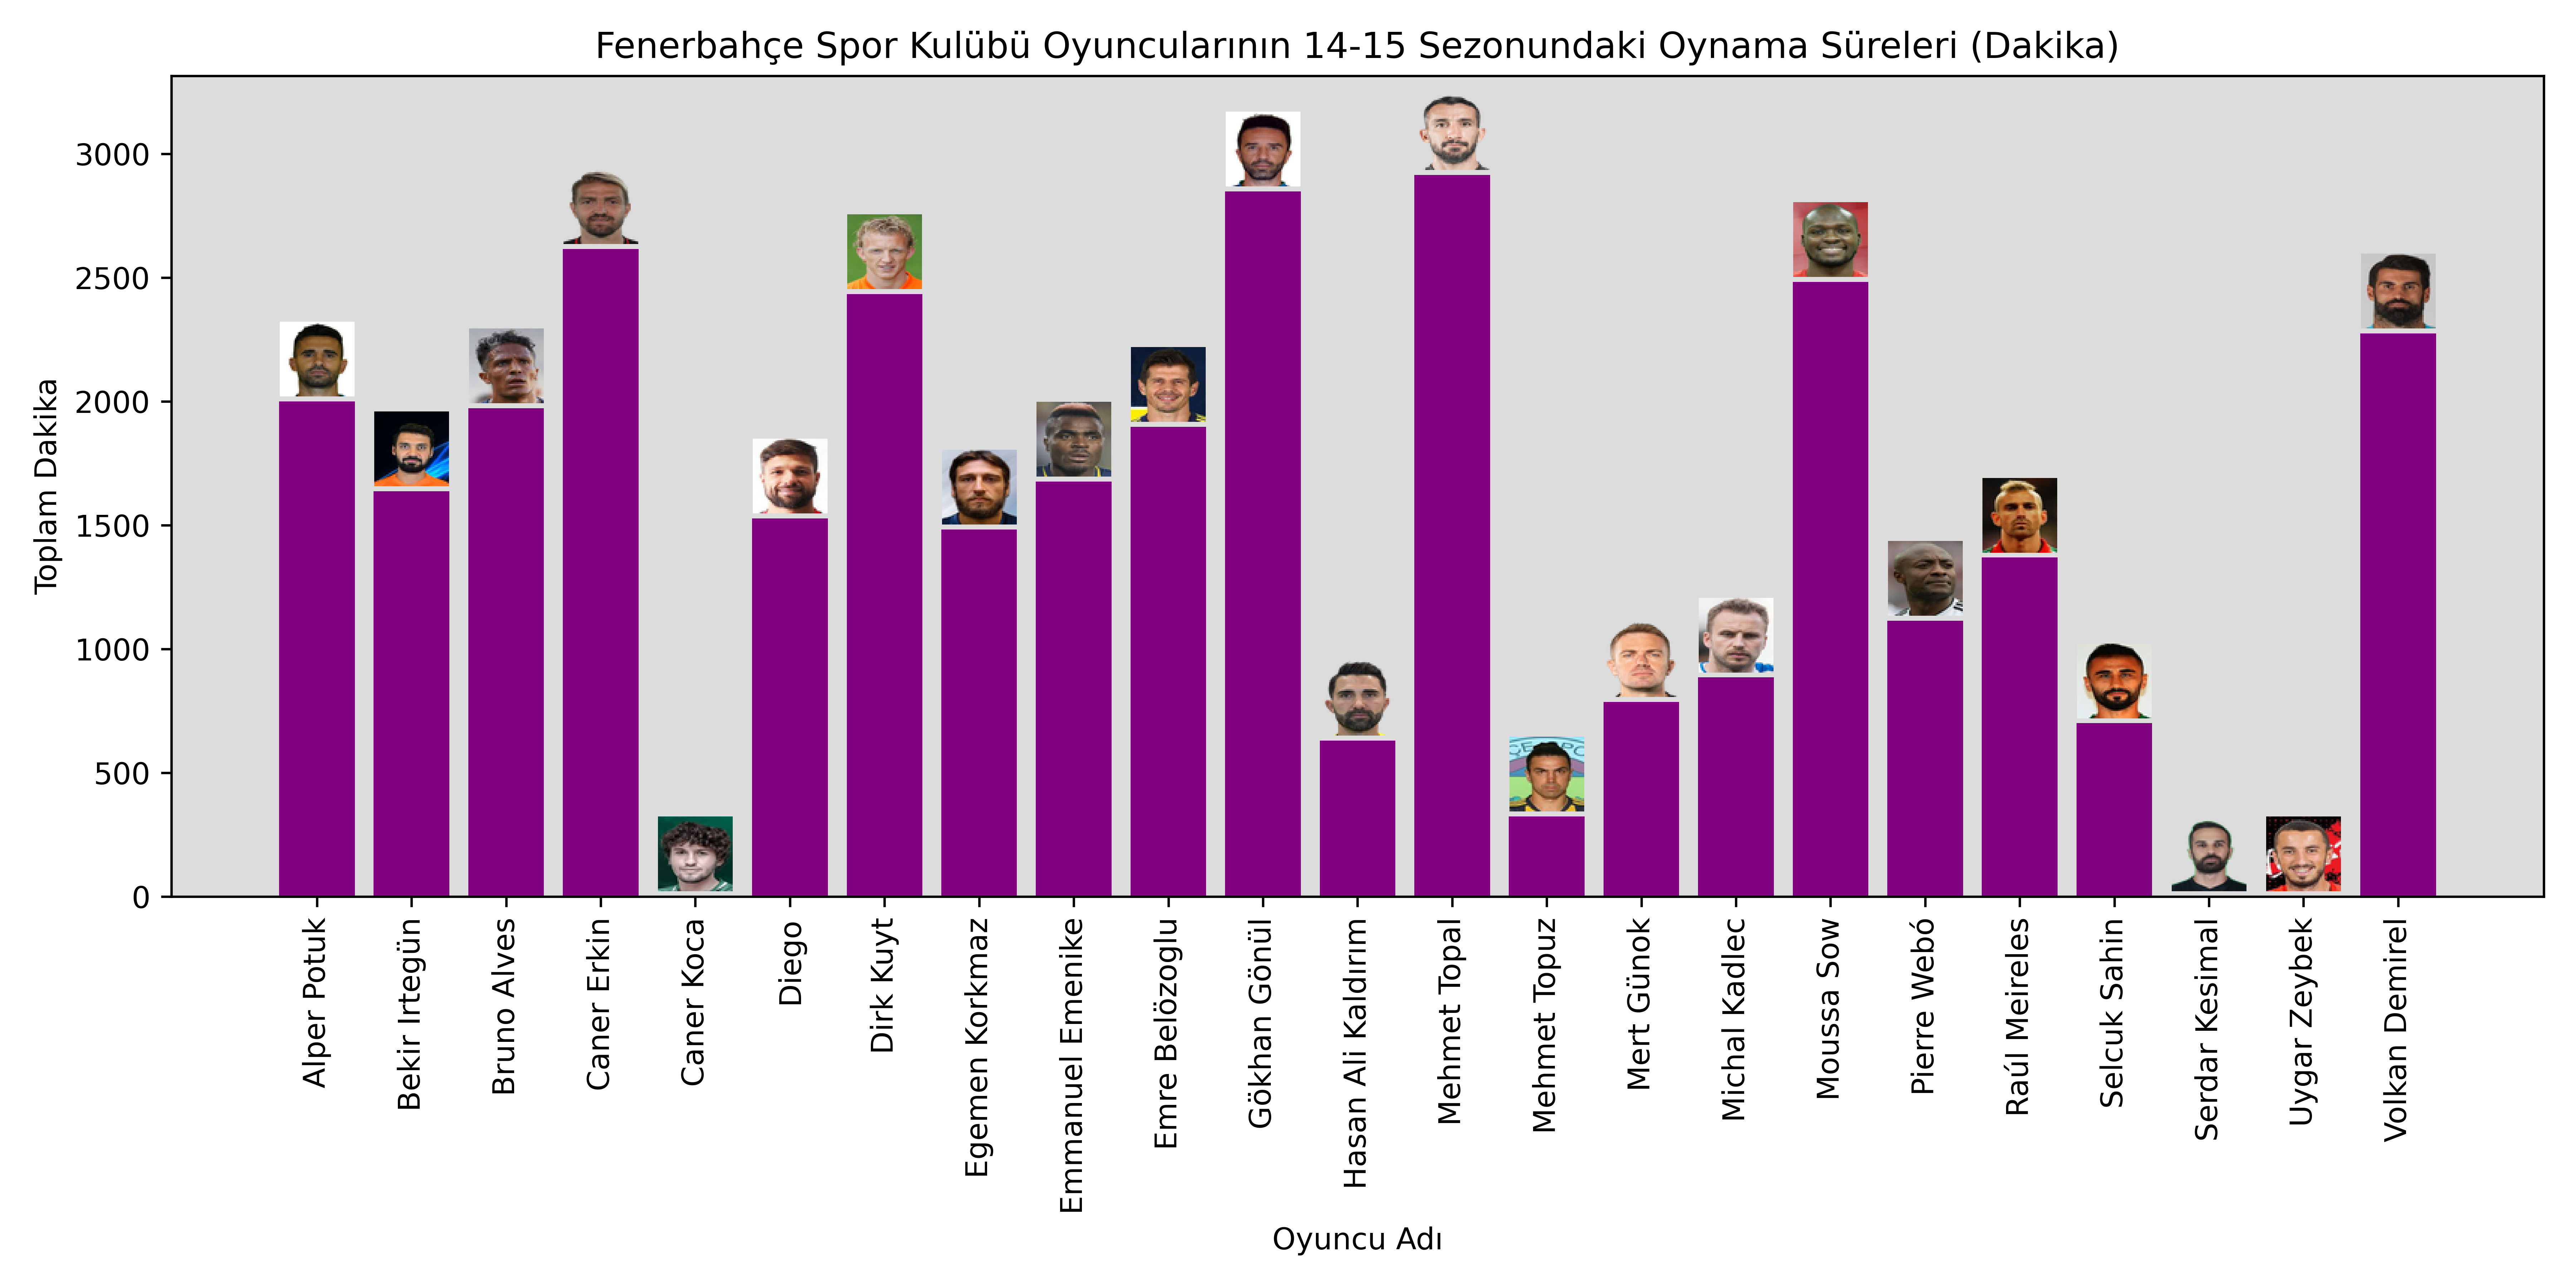 Fenerbahçe Spor Kulübü Oyuncularının 14-15 Sezonundaki Oynama Süreleri (Dakika)
Toplam Dakika
3000
2500
2000
1500
1000
500
0
Alper Potuk
Bekir Irtegün
Bruno Alves
Caner Erkin
Caner Koca
Diego
Dirk Kuyt
Egemen Korkmaz
Emmanuel Emenike
Emre Belözoglu
Gökhan Gönül
Hasan Ali Kaldırım
Mehmet Topal
Mehmet Topuz
Mert Günok
Michal Kadlec
Moussa Sow
Pierre Webó
Raúl Meireles
Selcuk Sahin
Serdar Kesimal
Uygar Zeybek
Volkan Demirel
Oyuncu Adı